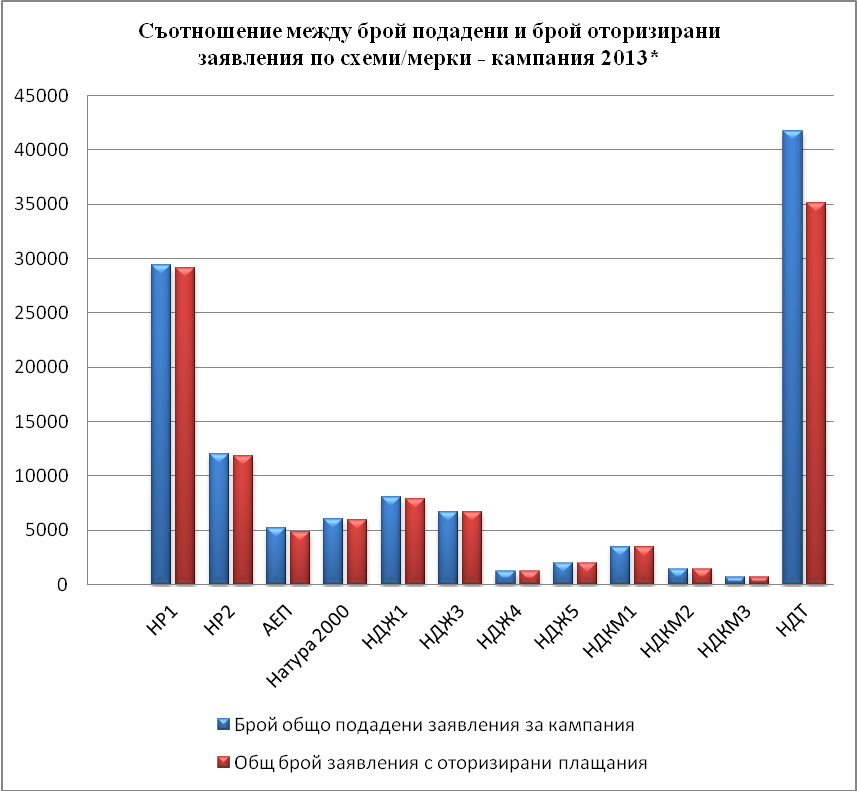 Съотношение между брой подадени и брой оторизирани
заявления по схеми/мерки - кампания 2013*
45000
40000
35000
30000
25000
20000
15000
10000
5000
0
НР1
НР2
АЕП
Натура 2000
НДЖ1
НДЖ3
НДЖ4
НДЖ5
НДКМ1
НДКМ2
НДКМ3
НДТ
Брой общо подадени заявления за кампания
Общ брой заявления с оторизирани плащания